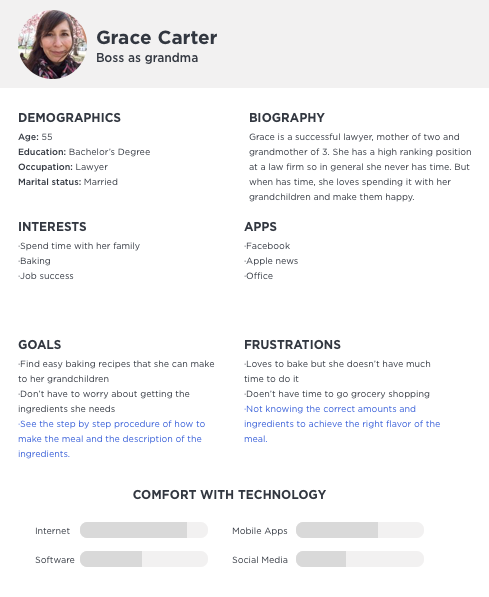 Grace Carter
Boss as grandma
DEMOGRAPHICS
Age: 55
Education: Bachelor's Degree
Occupation: Lawyer
Marital status: Married
BIOGRAPHY
Grace is a successful lawyer, mother of two and
grandmother of 3. She has a high ranking position
at a law firm so in general she never has time. But
when has time, she loves spending it with her
grandchildren and make them happy.
INTERESTS
·Spend time with her family
·Baking
·Job success
APPS
·Facebook
·Apple news
·Office
GOALS
·Find easy baking recipes that she can make
to her grandchildren
·Don't have to worry about getting the
ingredients she needs
·See the step by step procedure of how to
make the meal and the description of the
ingredients.
FRUSTRATIONS
·Loves to bake but she doesn't have much
time to do it
·Doen't have time to go grocery shopping
·Not knowing the correct amounts and
ingredients to achieve the right flavor of the
meal.
COMFORT WITH TECHNOLOGY
Internet
Mobile Apps
Software
Social Media